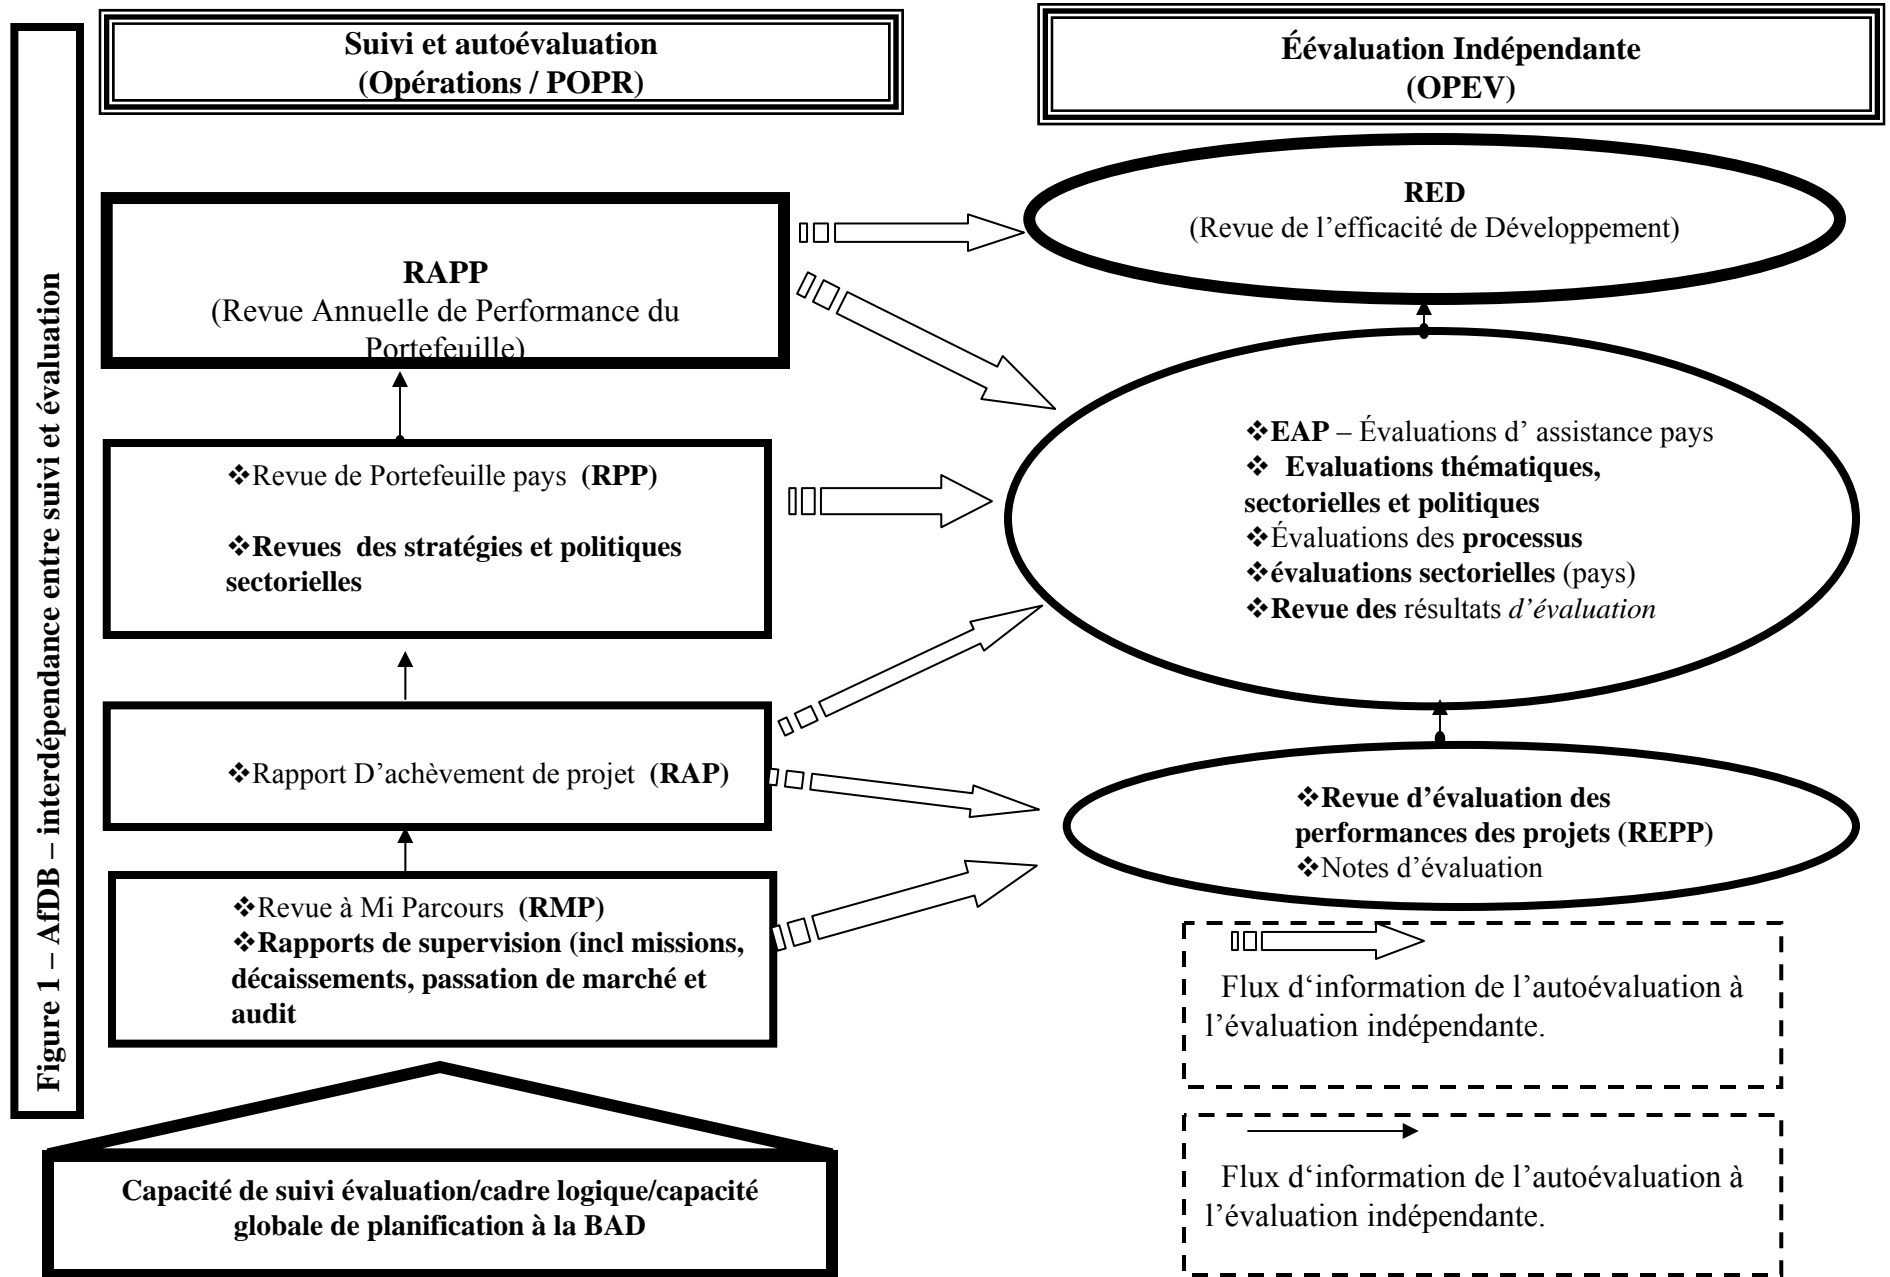 Figure 1 – AfDB – interdépendance entre suivi et évaluation
Suivi et autoévaluation
(Opérations / POPR)
Éévaluation Indépendante
(OPEV)
RAPP
(Revue Annuelle de Performance du
Portefeuille)
❖Revue de Portefeuille pays (RPP)
❖Revues des stratégies et politiques
sectorielles
❖Rapport D’achèvement de projet (RAP)
❖Revue à Mi Parcours (RMP)
❖Rapports de supervision (incl missions,
décaissements, passation de marché et
audit
Capacité de suivi évaluation/cadre logique/capacité
globale de planification à la BAD
RED
(Revue de l’efficacité de Développement)
❖EAP – Évaluations d’ assistance pays
❖ Evaluations thématiques,
sectorielles et politiques
❖Évaluations des processus
❖évaluations sectorielles (pays)
❖Revue des résultats d’évaluation
❖Revue d’évaluation des
performances des projets (REPP)
❖Notes d’évaluation
Flux d‘information de l’autoévaluation à
l’évaluation indépendante.
Flux d‘information de l’autoévaluation à
l’évaluation indépendante.